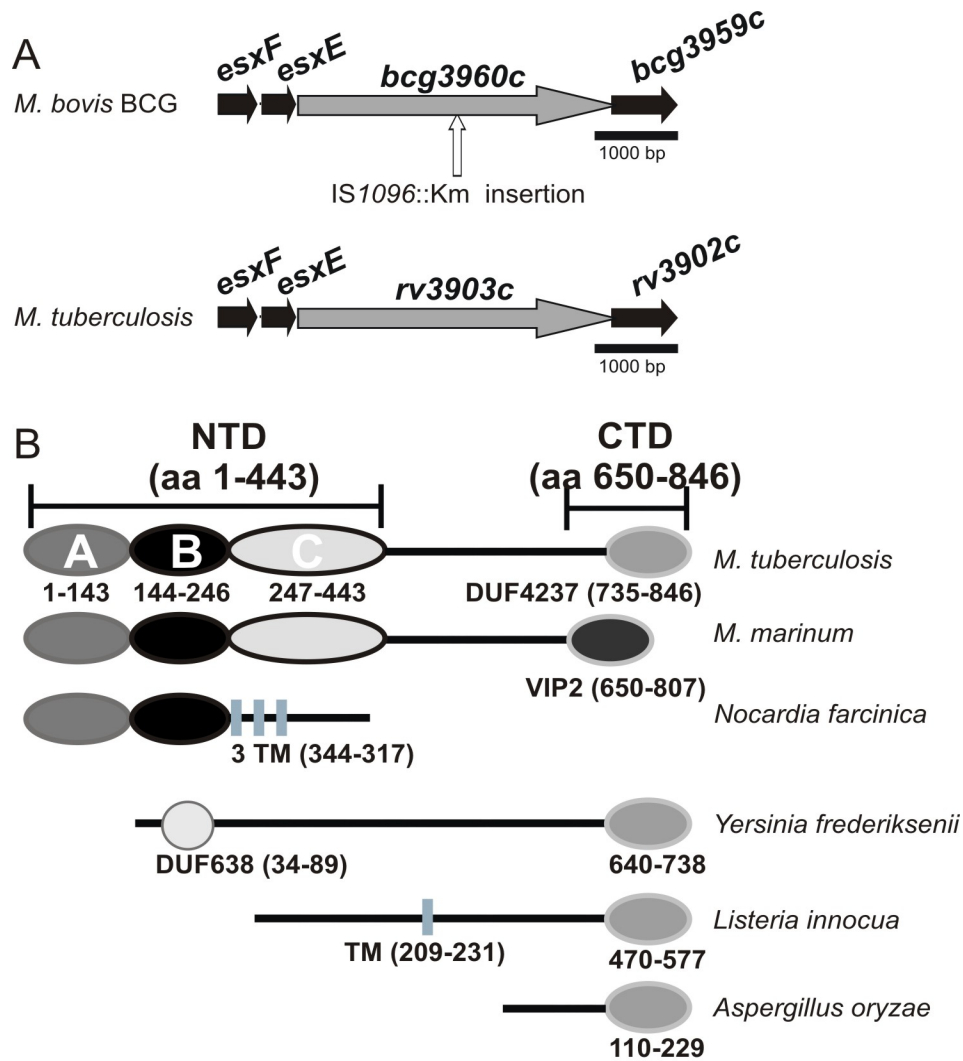 A
esxF esxE bcg3960c bcg3959c
M. bovis BCG
1000 bp
IS1096::Km insertion
esxF esxE rv3903c rv3902c
M. tuberculosis
1000 bp
B
NTD CTD
(aa 1-443) (aa 650-846)
A B C
M. tuberculosis
1-143 144-246 247-443 DUF4237 (735-846)
M. marinum
VIP2 (650-807)
Nocardia farcinica
3 TM (344-317)
Yersinia frederiksenii
DUF638 (34-89) 640-738
Listeria innocua
TM (209-231) 470-577
Aspergillus oryzae
110-229